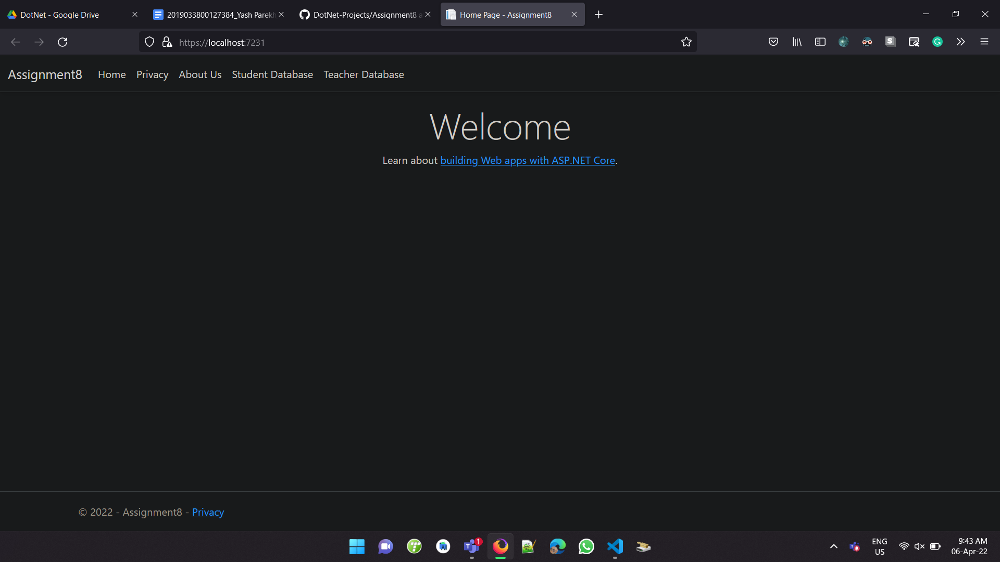 DotNet - Google Drive
2019033800127384_Yash Parekh
DotNet-Projects/Assignment8 a
Home Page - Assignment8
https://localhost:7231
Assignment8 Home Privacy About Us Student Database Teacher Database
Welcome
Learn about building Web apps with ASP.NET Core.
© 2022 - Assignment8 - Privacy
1
ENG
US
9:43 AM
06-Apr-22